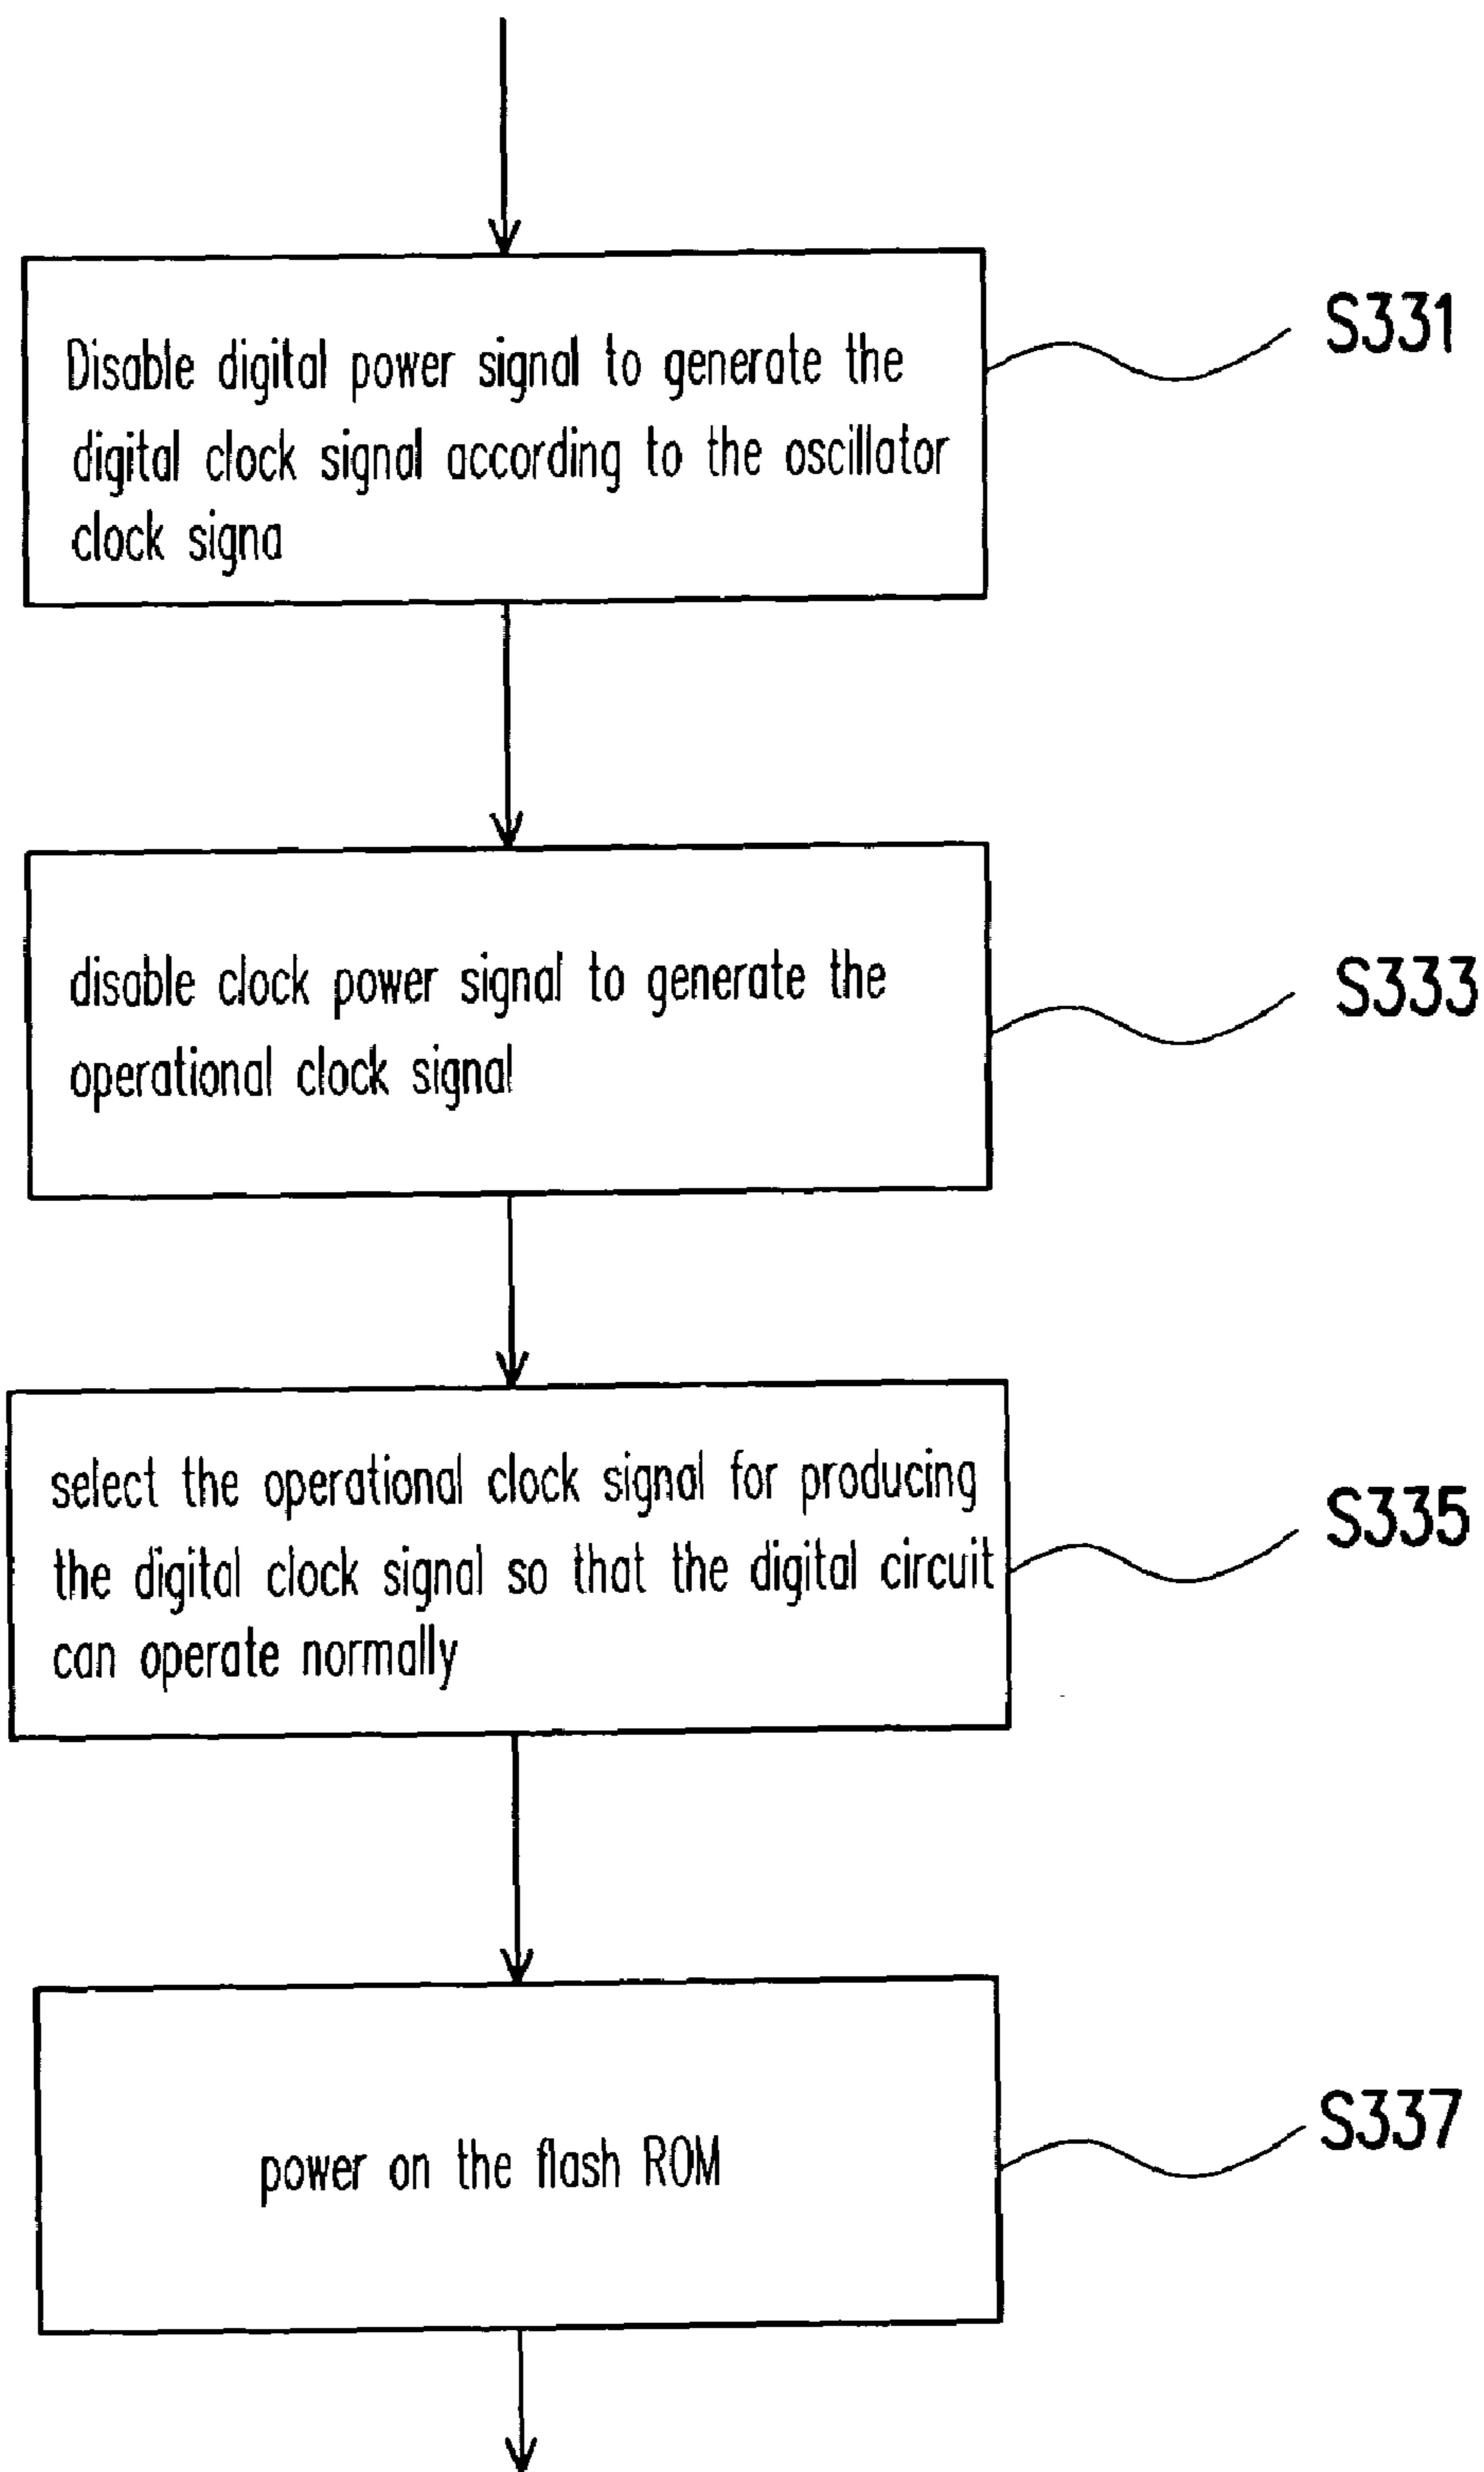 Disable digital power signal to generate the
digital clock signal according to the oscillator
clock signa
S331
disable clock power signal to generate the
operational clock signal
S333
select the operational clock signal for producing
the digital clock signal so that the digital circuit
can operate normally
S335
power on the flash ROM
S337